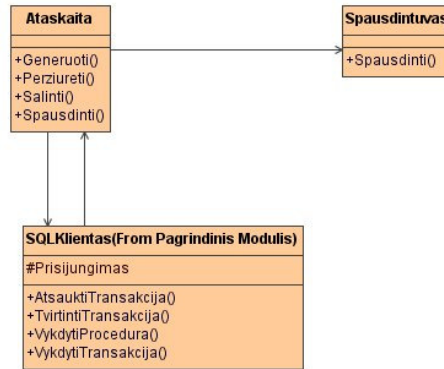 Ataskaita
+Generuoti()
+Perziureti()
+Salinti()
+Spausdinti()
Spausdintuvas
+Spausdinti()
SQLKlientas(From Pagrindinis Modulis)
#Prisijungimas
+AtsauktiTransakcija()
+TvirtintiTransakcija()
+VykdytiProcedura()
+VykdytiTransakcija()